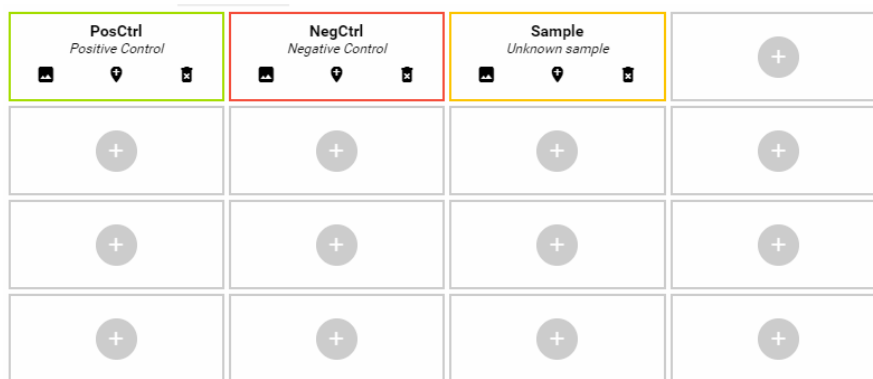 PosCtrl
Positive Control
NegCtrl
Negative Control
Sample
Unknown sample